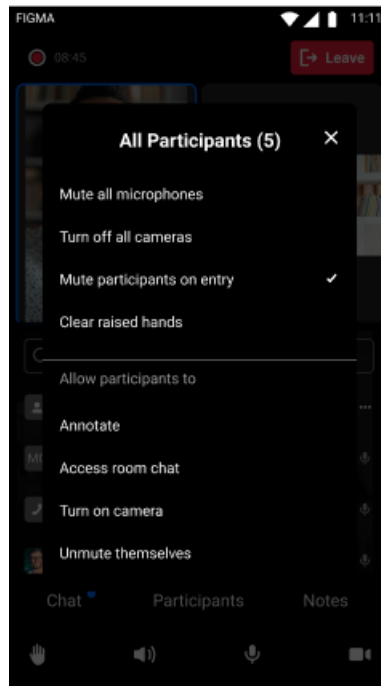 FIGMA 11:11
08:45 Leave
All Participants (5)
Mute all microphones
Turn off all cameras
Mute participants on entry
Clear raised hands
Allow participants to
Annotate
Access room chat
Turn on camera
Unmute themselves
Chat Participants Notes